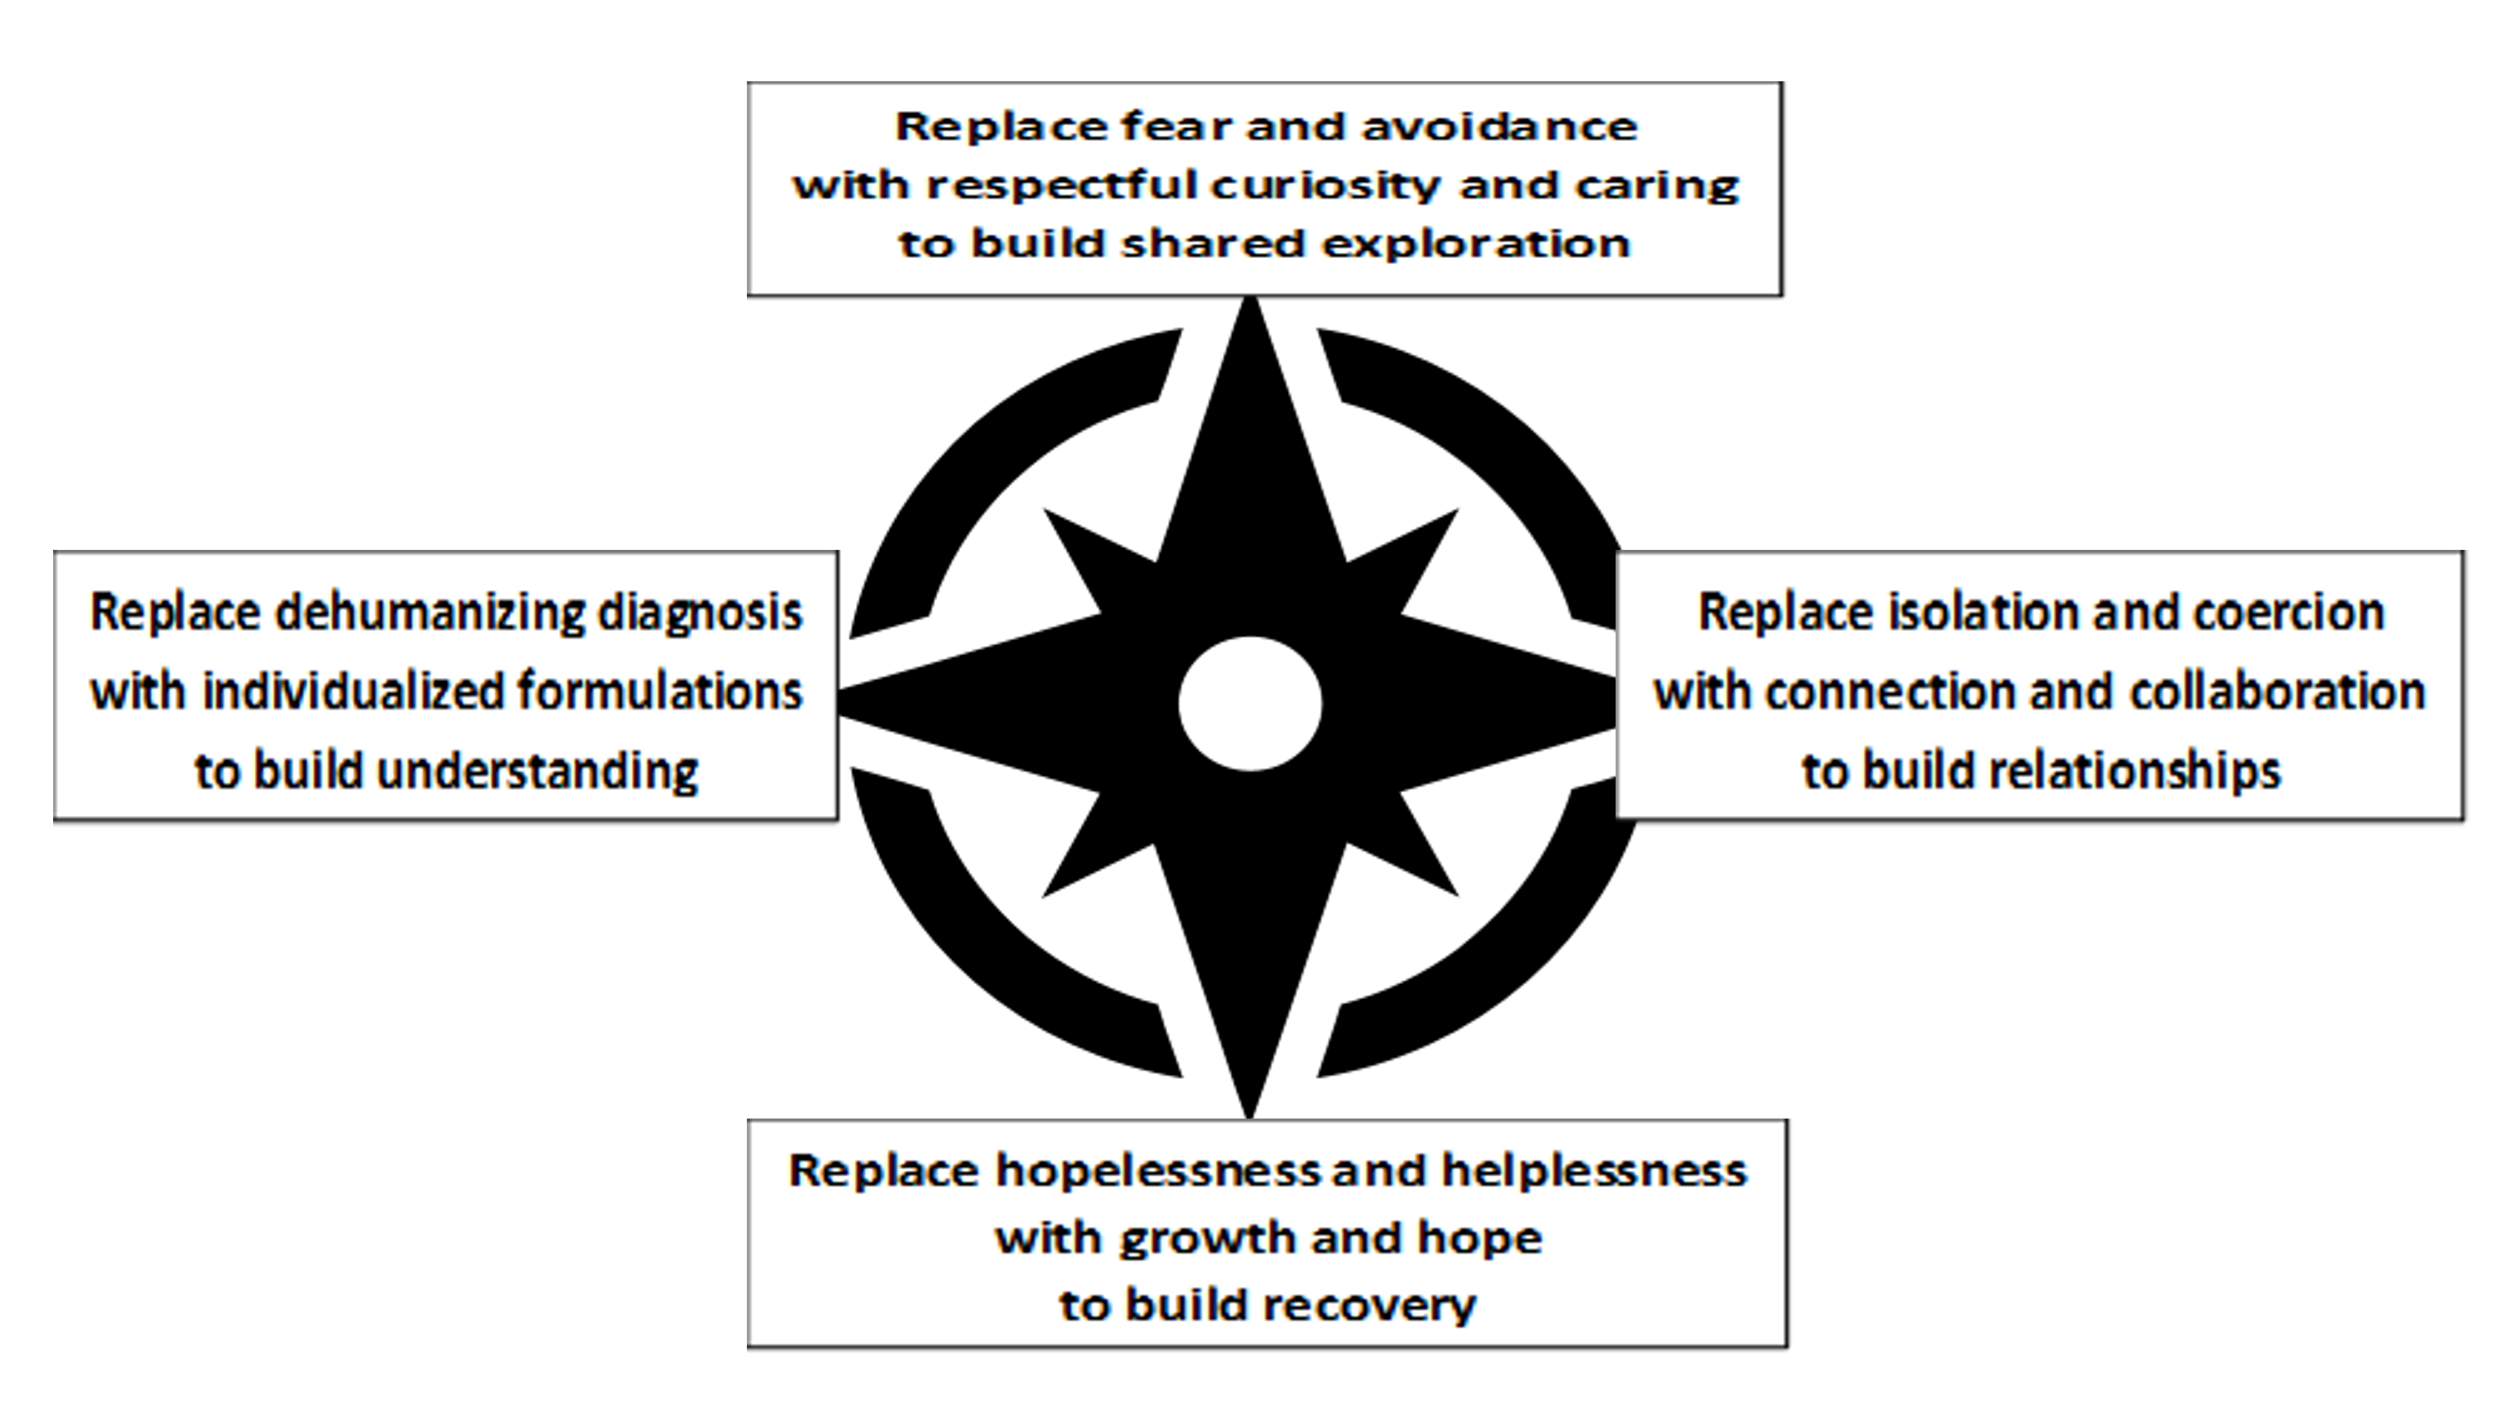 Replace fear and avoidance
with respectful curiosity and caring
to build shared exploration
Replace dehumanizing diagnosis
with individualized formulations
to build understanding
Replace isolation and coercion
with connection and collaboration
to build relationships
Replace hopelessness and helplessness
with growth and hope
to build recovery